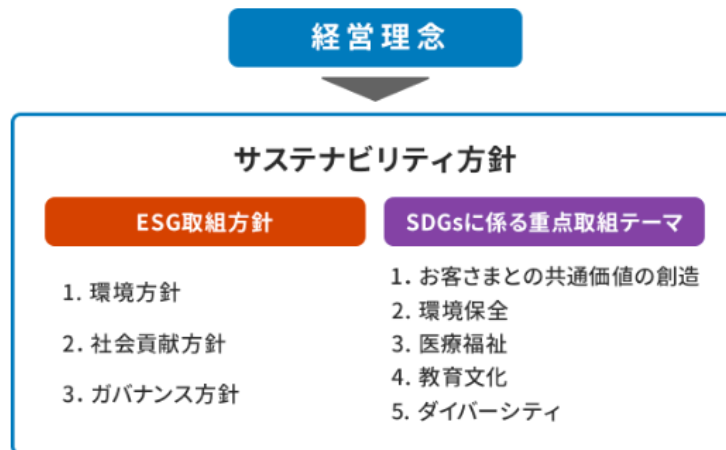 経営理念
サステナビリティ方針
ESG取組方針
1. 環境方針
2. 社会貢献方針
3. ガバナンス方針
SDGsに係る重点取組テーマ
1. お客さまとの共通価値の創造
2. 環境保全
3. 医療福祉
4. 教育文化
5. ダイバーシティ